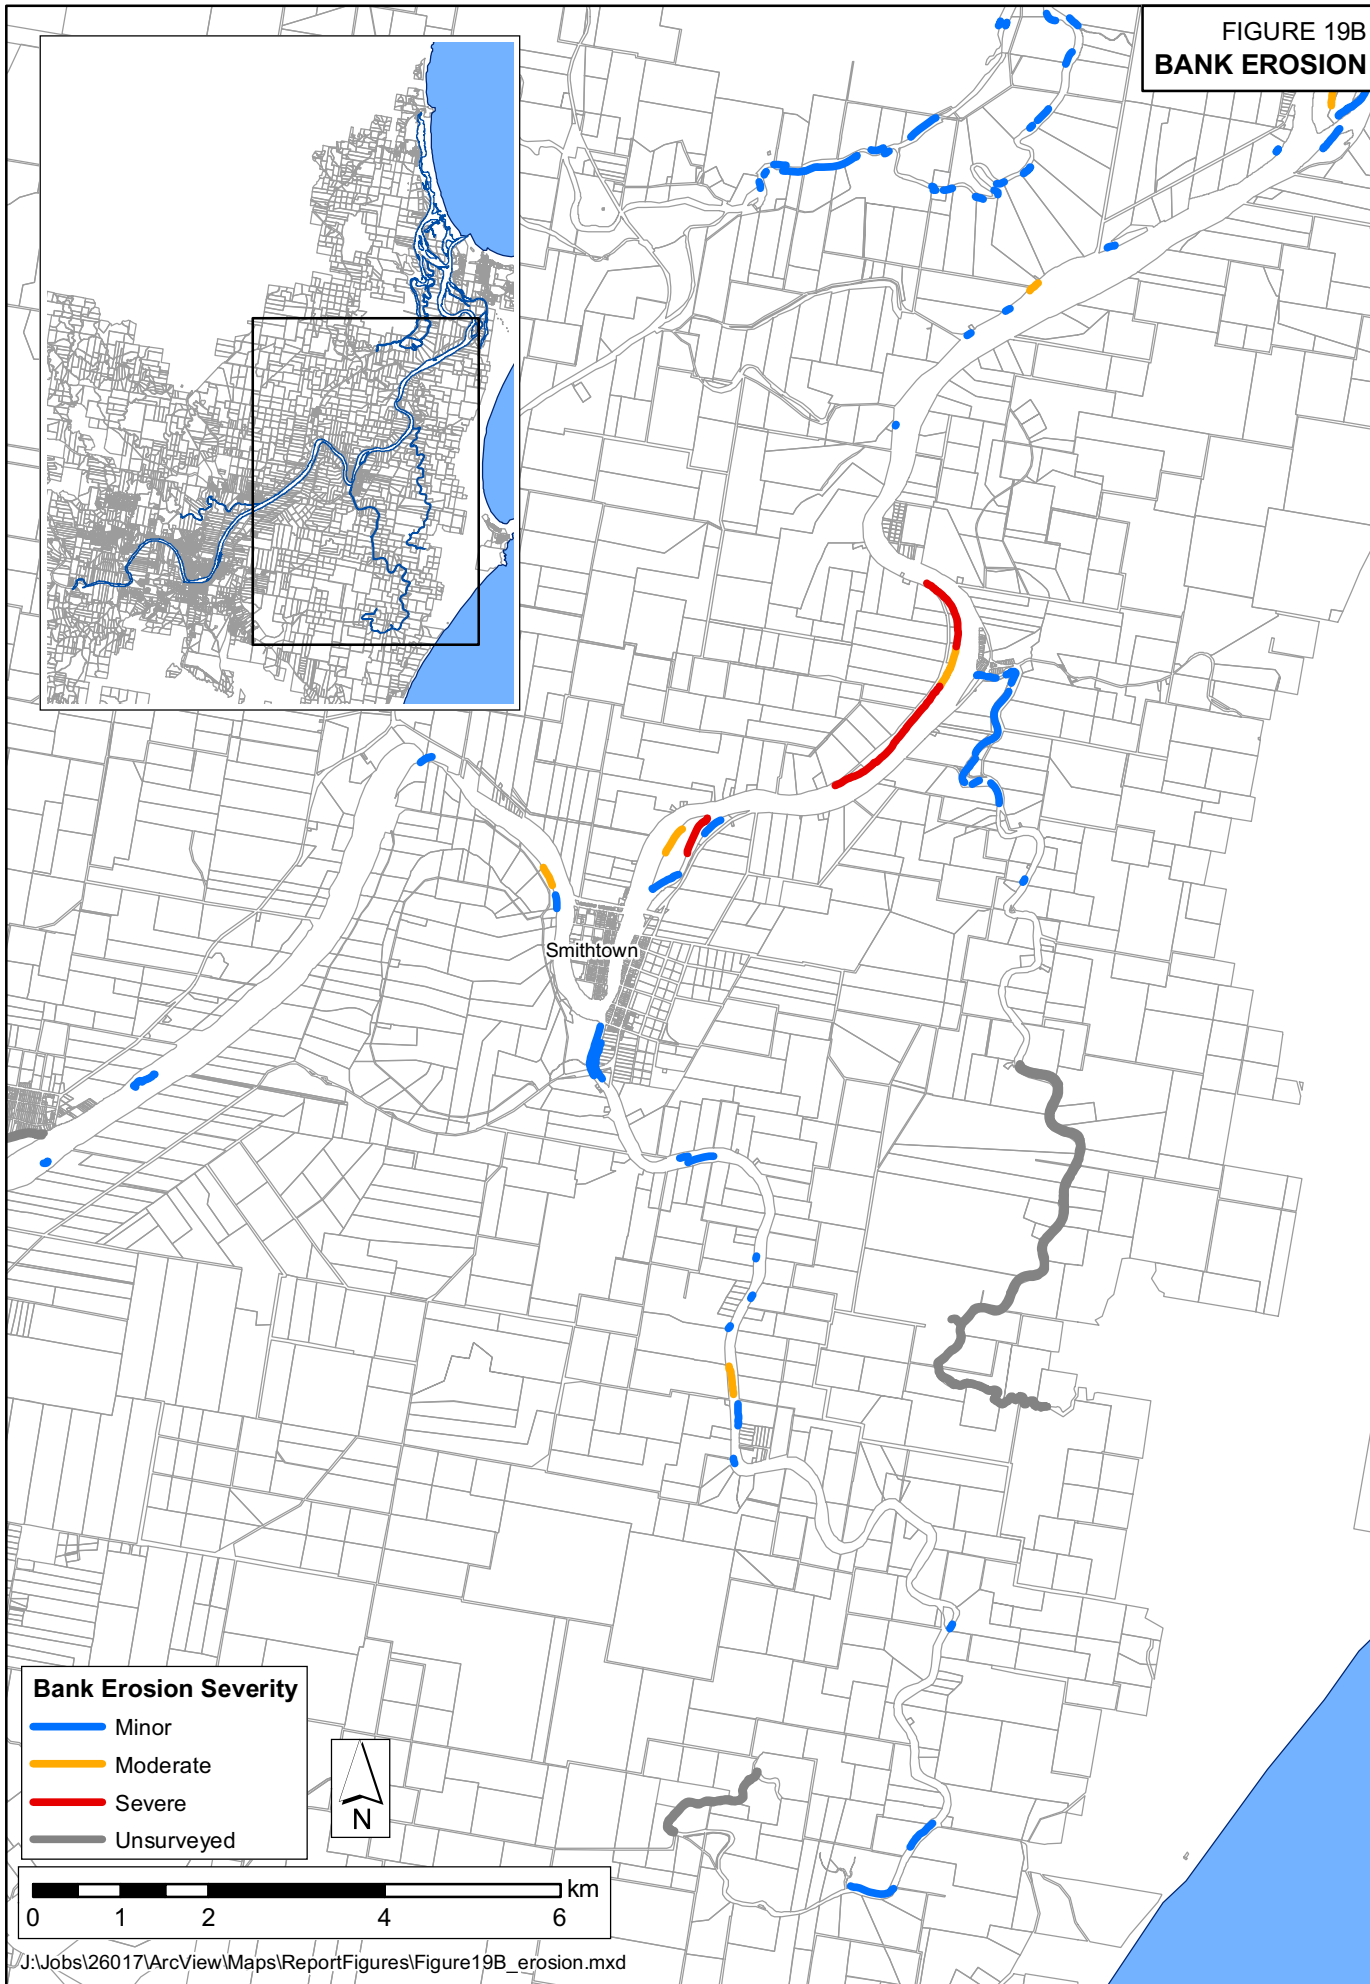 FIGURE 19B
BANK EROSION
Smithtown
Bank Erosion Severity
Minor
Moderate
Severe
Unsurveyed
N
km
0 1 2 4 6
J:\Jobs\26017\ArcView\Maps\ReportFigures\Figure19B_erosion.mxd